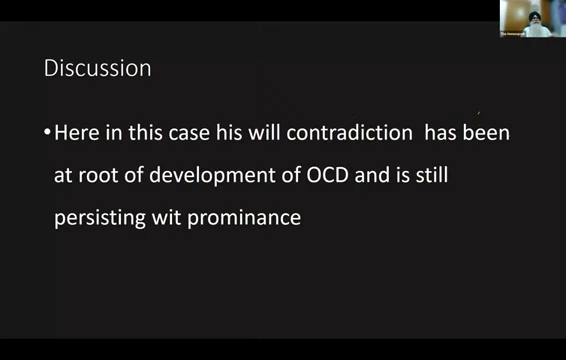 Discussion
•Here in this case his will contradiction has been
at root of development of OCD and is still
persisting wit prominance